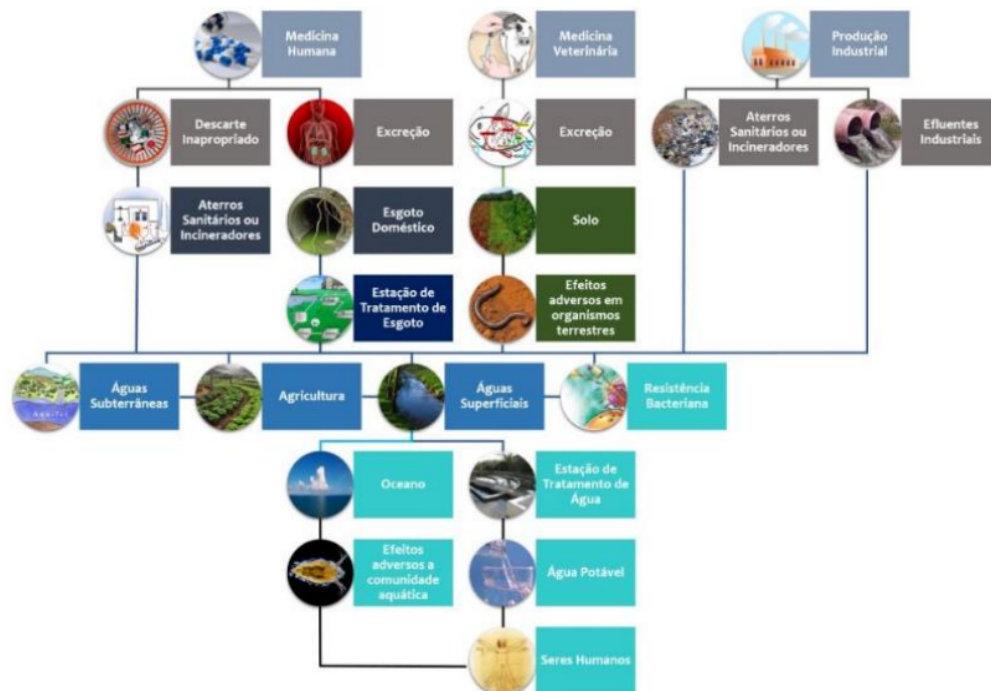 Medicina
Humana
Medicina
Veterinária
Produção
Industrial
Descarte
Inapropriado
Excreção
Excreção
Aterros
Sanitários ou
Incineradores
Efluentes
Industriais
Aterros
Sanitários ou
Incineradores
Esgoto
Doméstico
Solo
Estação de
Tratamento de
Esgoto
Efeitos
adversos em
organismos
terrestres
Águas
Subterrâneas
Agricultura
Águas
Superficiais
Resistência
Bacteriana
Oceano
Estação de
Tratamento de
Água
Efeitos
adversos a
comunidade
aquática
Água Potável
Seres Humanos